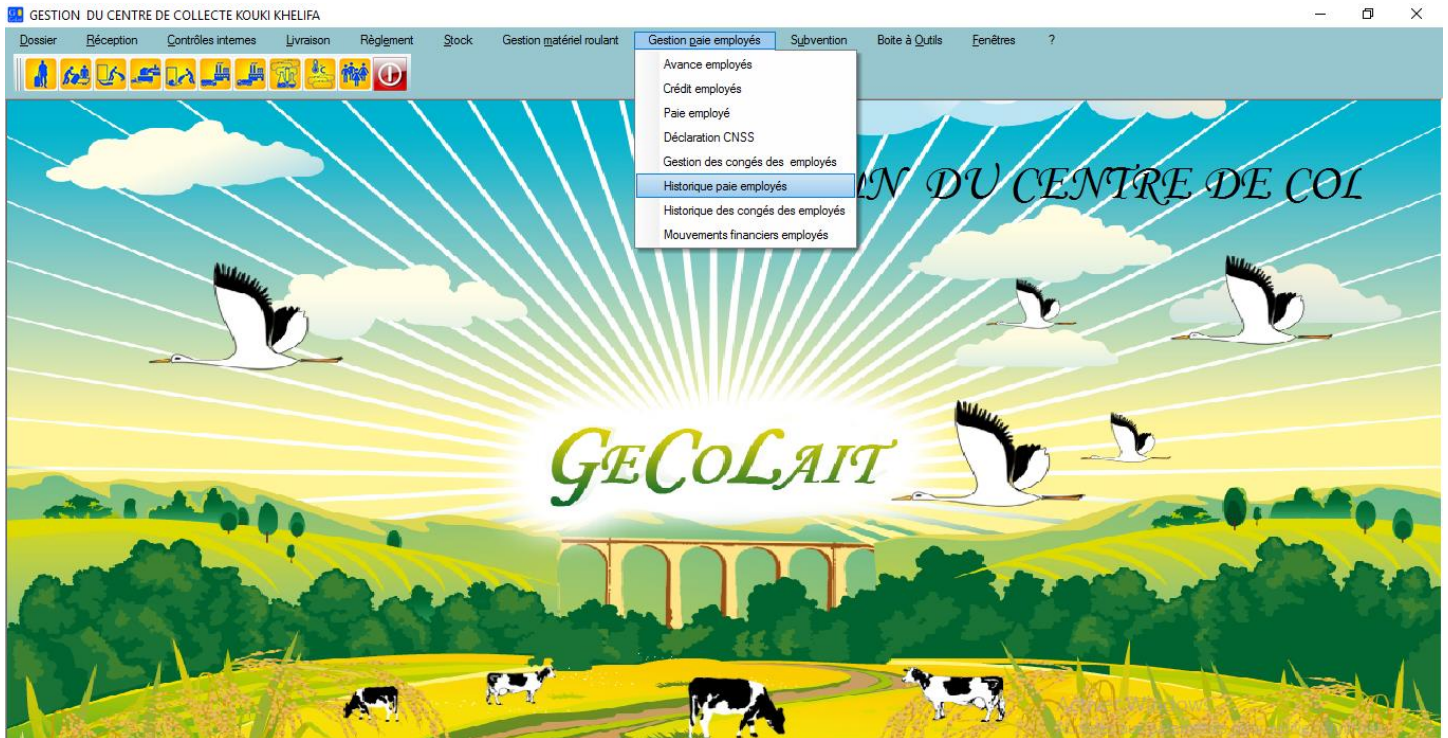 GESTION DU CENTRE DE COLLECTE KOUKI KHELIFA
Dossier Réception Contrôles internes Livraison Règlement Stock Gestion matériel roulant Gestion paie employés Subvention Boite à Outils Fenêtres ?
Avance employés
Crédit employés
Paie employé
Déclaration CNSS
Gestion des congés des employés
Historique paie employés
Historique des congés des employés
Mouvements financiers employés
N DU CENTRE DE COL
GECOLAIT